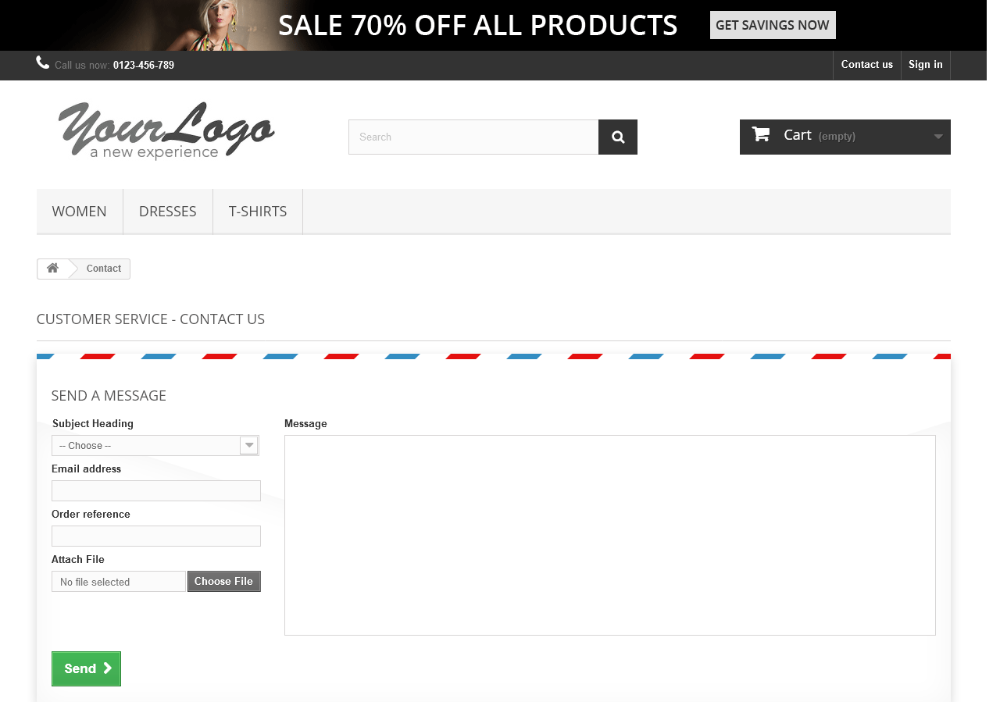 SALE 70% OFF ALL PRODUCTS GET SAVINGS NOW
Call us now: 0123-456-789 Contact us Sign in
YourLogo
a new experience
Search
Cart (empty)
WOMEN DRESSES T-SHIRTS
Contact
CUSTOMER SERVICE - CONTACT US
SEND A MESSAGE
Subject Heading
-- Choose --
Email address
Order reference
Attach File
No file selected Choose File
Message
Send